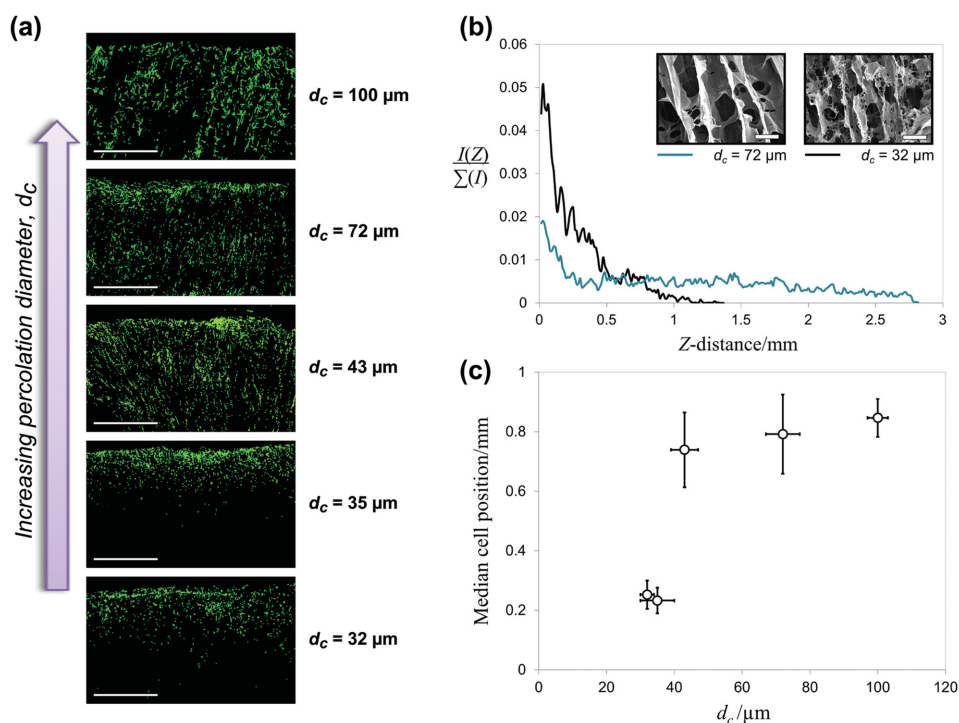 (a)
Increasing percolation diameter, dc
dc = 100 µm
dc = 72 µm
dc = 43 µm
dc = 35 µm
dc = 32 µm
(b)
I(Z)
∑(I)
0.06
0.05
0.04
0.03
0.02
0.01
0
0
0.5
1
1.5
2
2.5
3
Z-distance/mm
dc = 72 µm
dc = 32 µm
(c)
Median cell position/mm
1
0.8
0.6
0.4
0.2
0
0
20
40
60
80
100
120
dc /µm